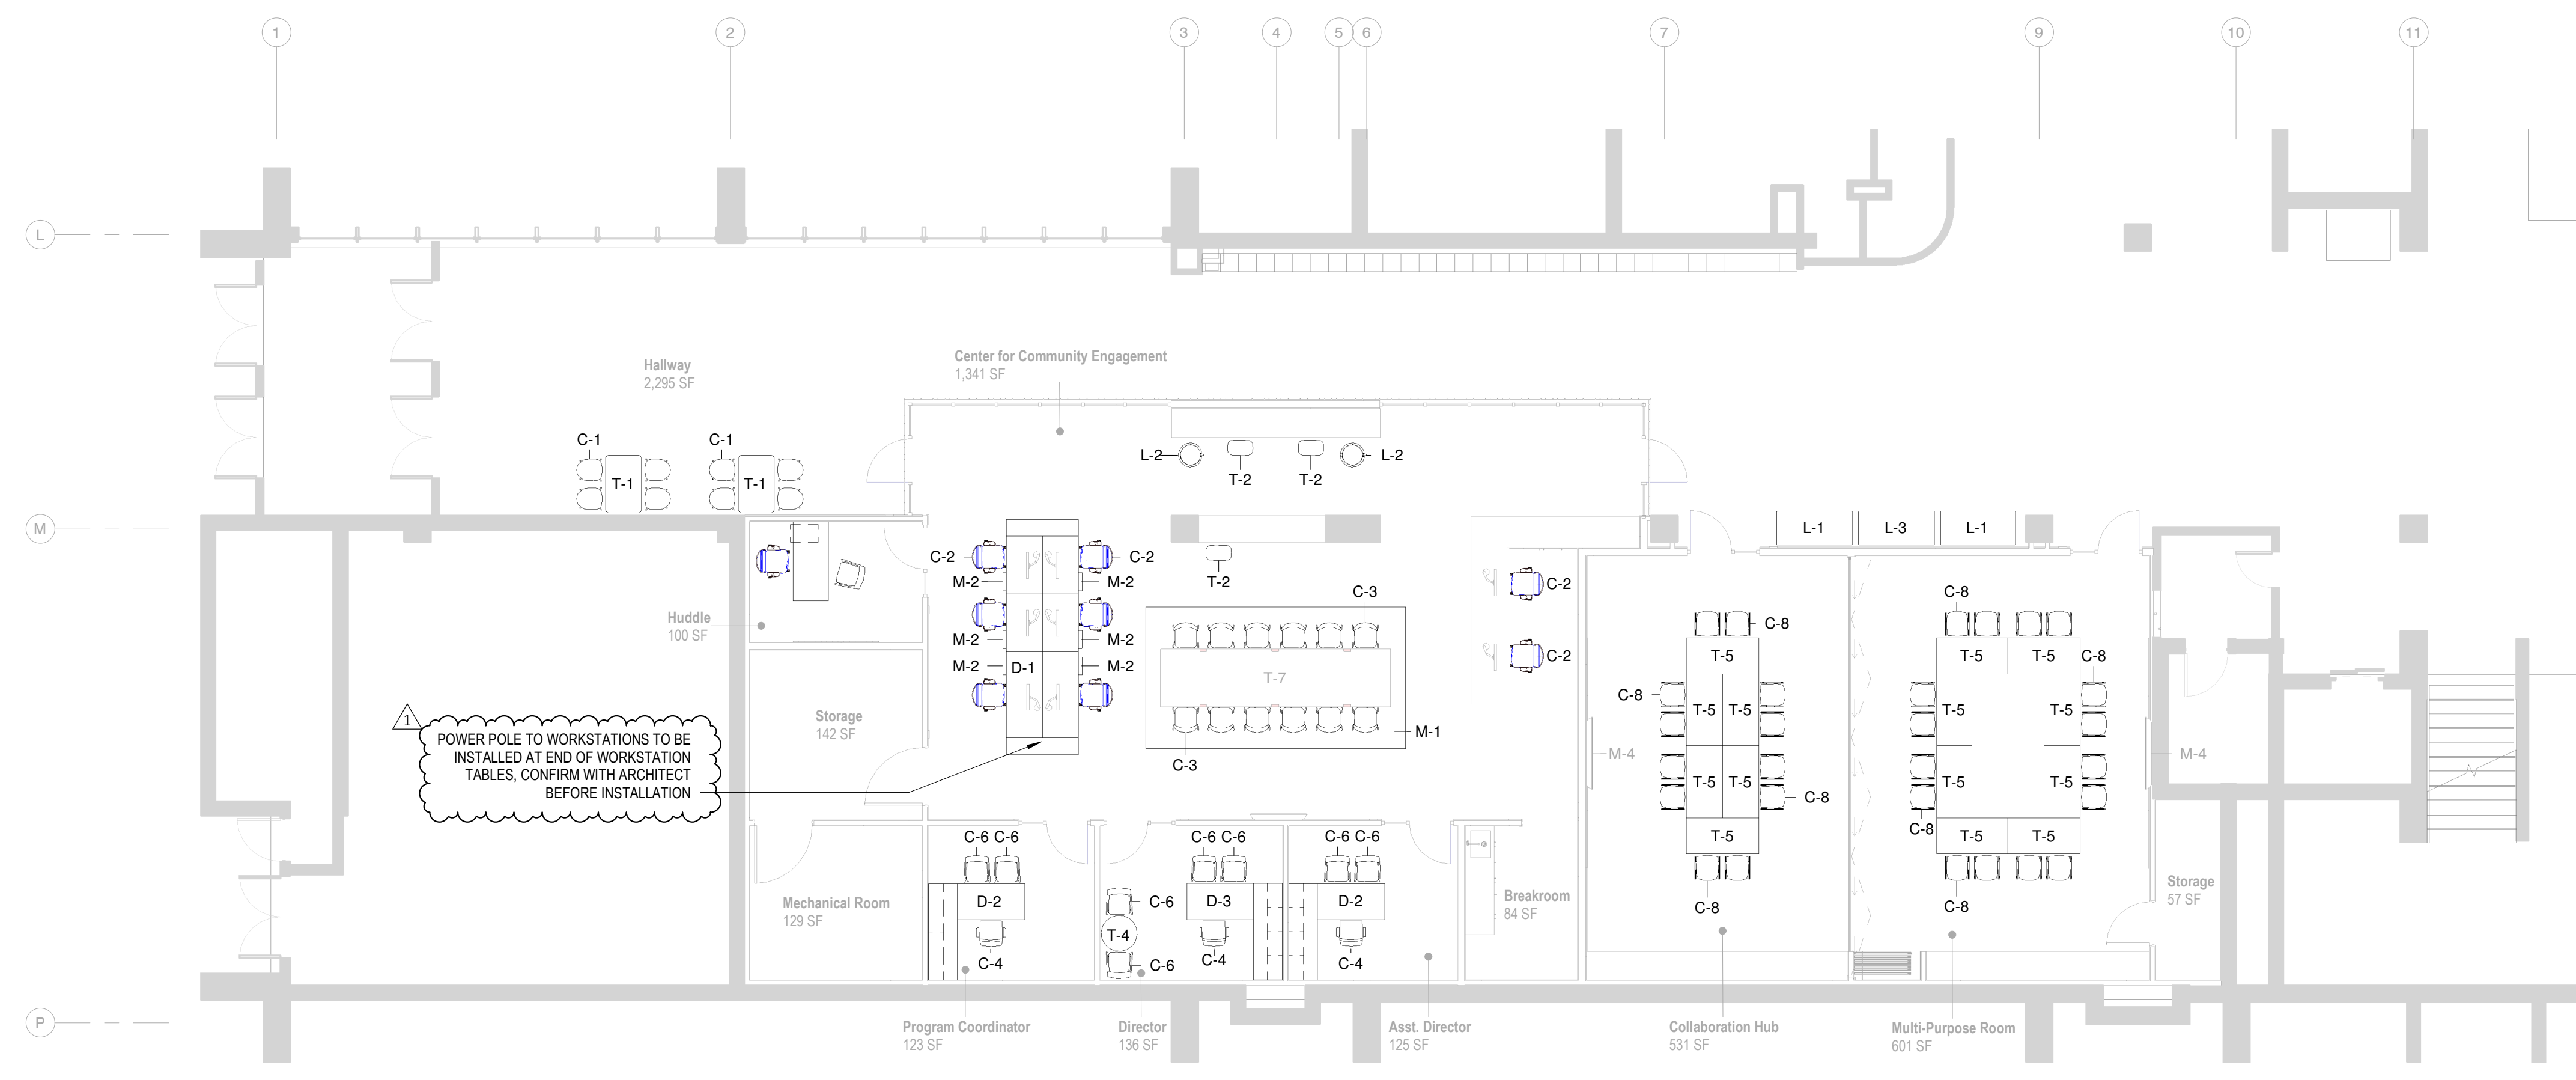 1 2 3 4 5 6 7 9 10 11
L
Center for Community Engagement
1,341 SF
Hallway
2,295 SF
C-1 C-1
T-1 T-1
L-2 T-2 T-2 L-2
M
L-1 L-3 L-1
C-2 C-2
T-2
M-2 M-2
C-2
C-3
C-8
C-8
Huddle
100 SF
M-2 M-2
C-2
T-5 T-5 T-5 C-8
M-2 D-1 M-2
T-7
C-8
T-5 T-5 T-5 T-5
Storage
142 SF
1
POWER POLE TO WORKSTATIONS TO BE
INSTALLED AT END OF WORKSTATION
TABLES, CONFIRM WITH ARCHITECT
BEFORE INSTALLATION
M-1
M-4 M-4
C-3
T-5 T-5 T-5 T-5
C-8
C-8
T-5 T-5 T-5
C-6 C-6 C-6 C-6 C-6 C-6
Mechanical Room
129 SF
D-2 C-6 D-3 D-2
Breakroom
84 SF
C-8 C-8
Storage
57 SF
T-4
C-4 C-6 C-4 C-4
P
Program Coordinator
123 SF
Director
136 SF
Asst. Director
125 SF
Collaboration Hub
531 SF
Multi-Purpose Room
601 SF